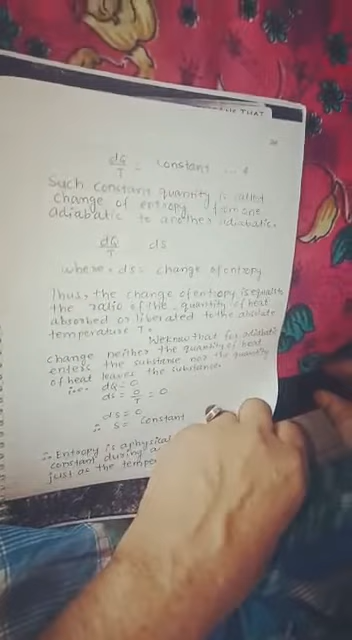 THAT
dQ/T = constant ...
Such constant quantity is called
change of entropy from one
adiabatic to another adiabatic.
dQ/T ds
where, ds = change of entropy
Thus, the change of entropy is equal to
the ratio of the quantity of heat
absorbed or liberated to the absolute
temperature T.
We know that for adiabatic
change neither the quantity of heat
enters the substance nor the quantity
of heat leaves the substance.
i.e. dQ = 0
ds = 0/T = 0
ds = 0
∴ S = constant
∴ Entropy is a physical
constant during a
just as the tempe